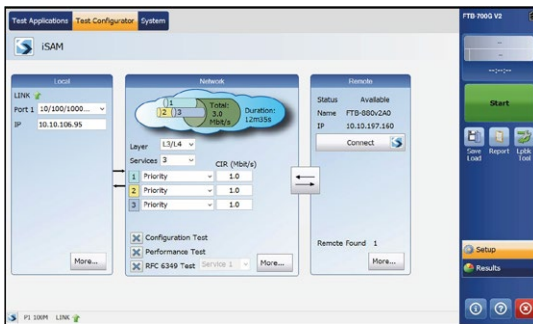 Test Applications Test Configurator System
FTB-700G V2
iSAM
--
--
--:--:--
Start
Save
Load
Report
Lpbk
Tool
Setup
Results
Local
LINK
Port 1 10/100/1000...
IP 10.10.106.95
More...
Network
1
2 3
Total:
3.0
Mbit/s
Duration:
12m35s
Layer L3/L4
Services 3
CIR (Mbit/s)
1 Priority 1.0
2 Priority 1.0
3 Priority 1.0
Configuration Test
Performance Test
RFC 6349 Test Service 1 More...
Remote
Status Available
Name FTB-880v2A0
IP 10.10.197.160
Connect
Remote Found 1
More...
P1 100M LINK